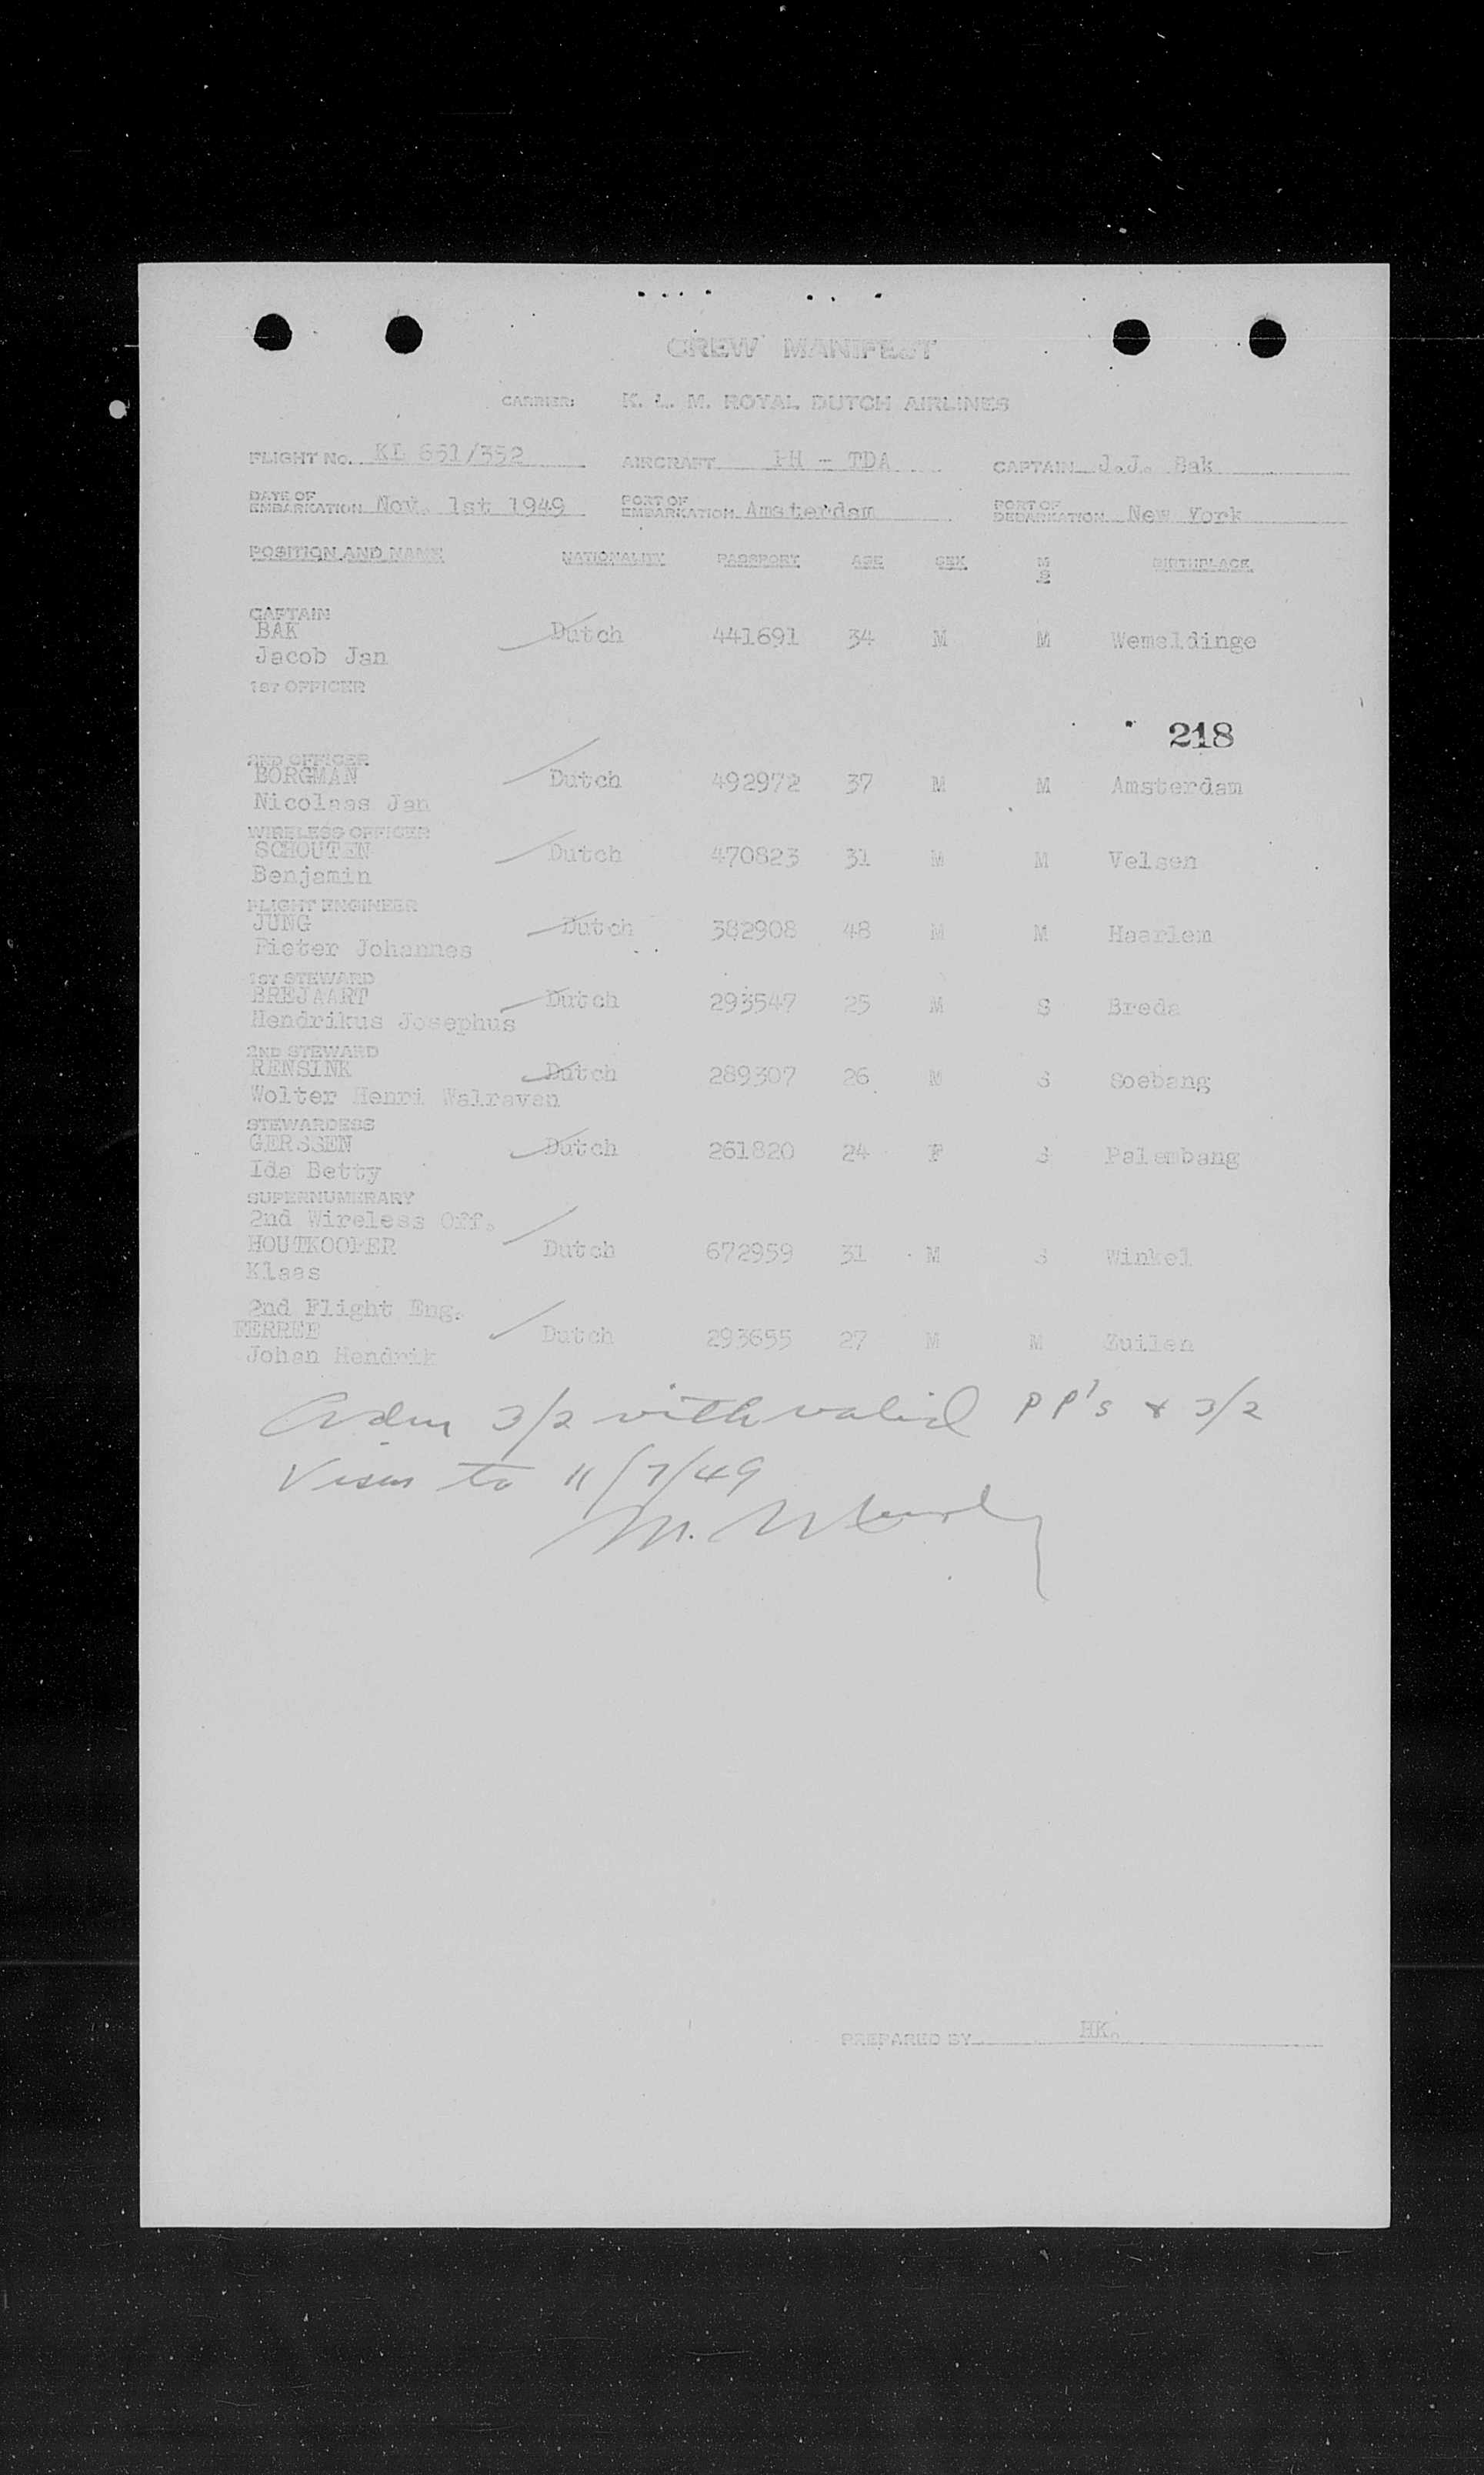 CREW MANIFEST
CARRIER: K. L. M. ROYAL DUTCH AIRLINES
FLIGHT No. KL 651/352 AIRCRAFT PH - TDA CAPTAIN J.J. Bak
DATE OF EMBARKATION Nov. 1st 1949 PORT OF EMBARKATION Amsterdam PORT OF DEBARKATION New York
POSITION AND NAME NATIONALITY PASSPORT AGE SEX M S BIRTHPLACE
CAPTAIN
BAK Dutch 441691 34 M M Wemeldinge
Jacob Jan
1ST OFFICER
218
2ND OFFICER
BORGMAN Dutch 492972 37 M M Amsterdam
Nicolaas Jan
WIRELESS OFFICER
SCHOUTEN Dutch 470823 31 M M Velsen
Benjamin
FLIGHT ENGINEER
JUNG Dutch 382908 48 M M Haarlem
Pieter Johannes
1ST STEWARD
BREJAART Dutch 293547 25 M S Breda
Hendrikus Josephus
2ND STEWARD
RENSINK Dutch 289307 26 M S Soebang
Wolter Henri Walraven
STEWARDESS
GERSSEN Dutch 261820 24 F S Palembang
Ida Betty
SUPERNUMERARY
2nd Wireless Off.
HOUTKOOPER Dutch 672959 31 M S Winkel
Klaas
2nd Flight Eng.
FERREE Dutch 293655 27 M M Zuilen
Johan Hendrik
Adm 3/2 with valid PP's & 3/2
Visas to 11/7/49
M.
PREPARED BY HK.